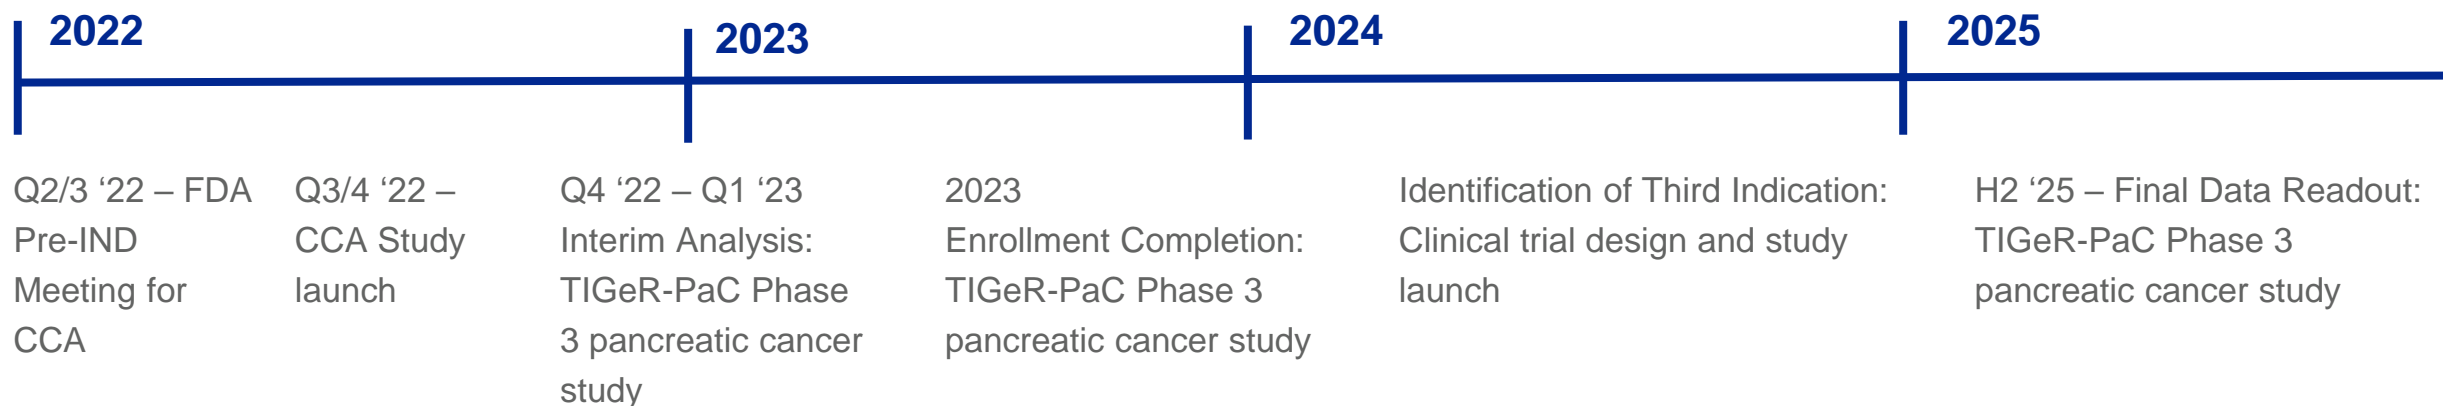 2022
2023
2024
2025
Q2/3 ‘22 – FDA
Pre-IND
Meeting for
CCA
Q3/4 ‘22 –
CCA Study
launch
Q4 ‘22 – Q1 ‘23
Interim Analysis:
TIGeR-PaC Phase
3 pancreatic cancer
study
2023
Enrollment Completion:
TIGeR-PaC Phase 3
pancreatic cancer study
Identification of Third Indication:
Clinical trial design and study
launch
H2 ‘25 – Final Data Readout:
TIGeR-PaC Phase 3
pancreatic cancer study